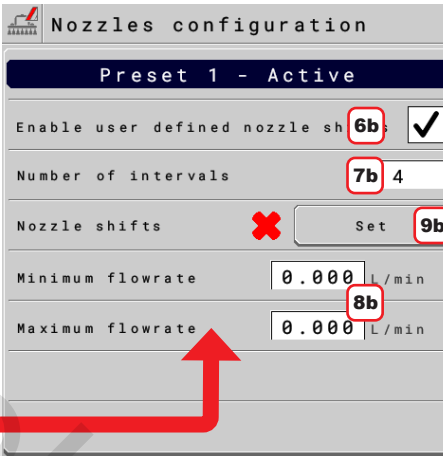 Nozzles configuration
Preset 1 - Active
Enable user defined nozzle sh 6b
Number of intervals 7b 4
Nozzle shifts Set 9b
Minimum flowrate 0.000 L/min
8b
Maximum flowrate 0.000 L/min